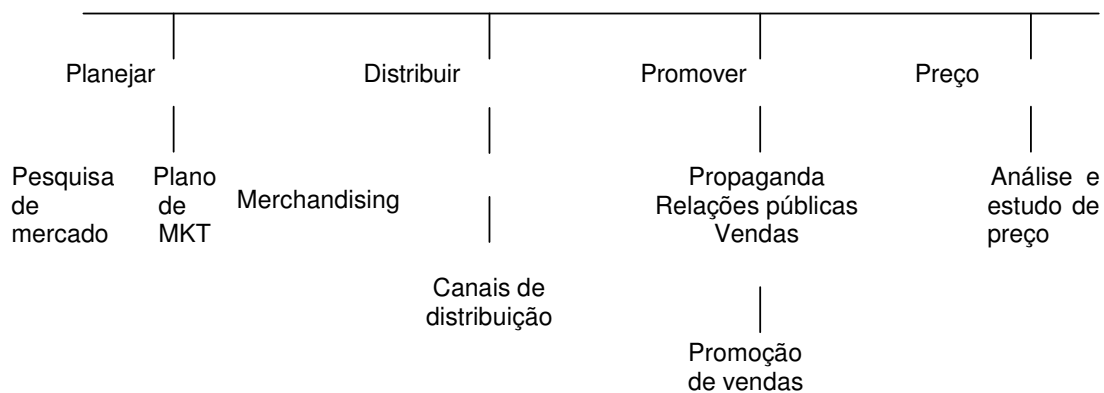 Planejar
Distribuir
Promover
Preço
Pesquisa
de
mercado
Plano
de
MKT
Merchandising
Propaganda
Relações públicas
Vendas
Análise e
estudo de
preço
Canais de
distribuição
Promoção
de vendas